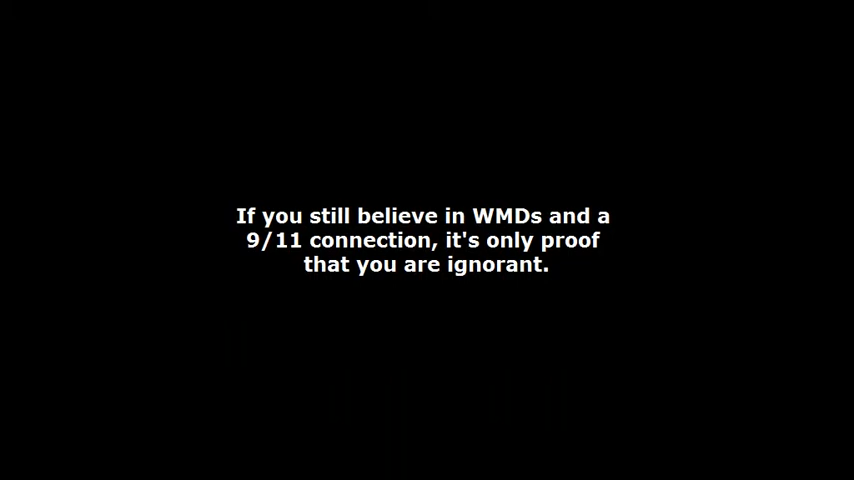 If you still believe in WMDs and a
9/11 connection, it's only proof
that you are ignorant.